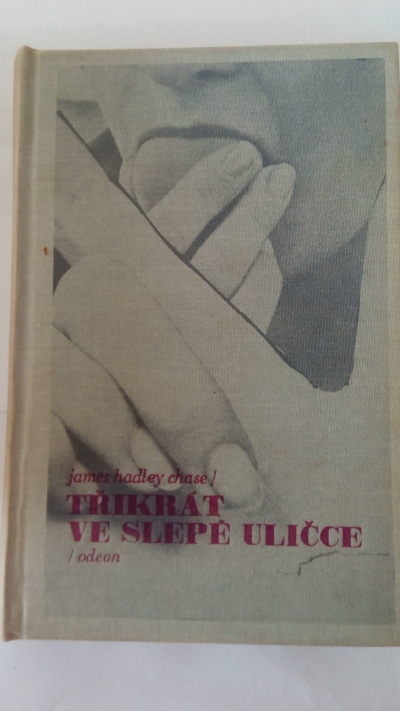 james hadley chase/
TŘIKRÁT
VE SLEPÉ ULIČCE
/ odeon